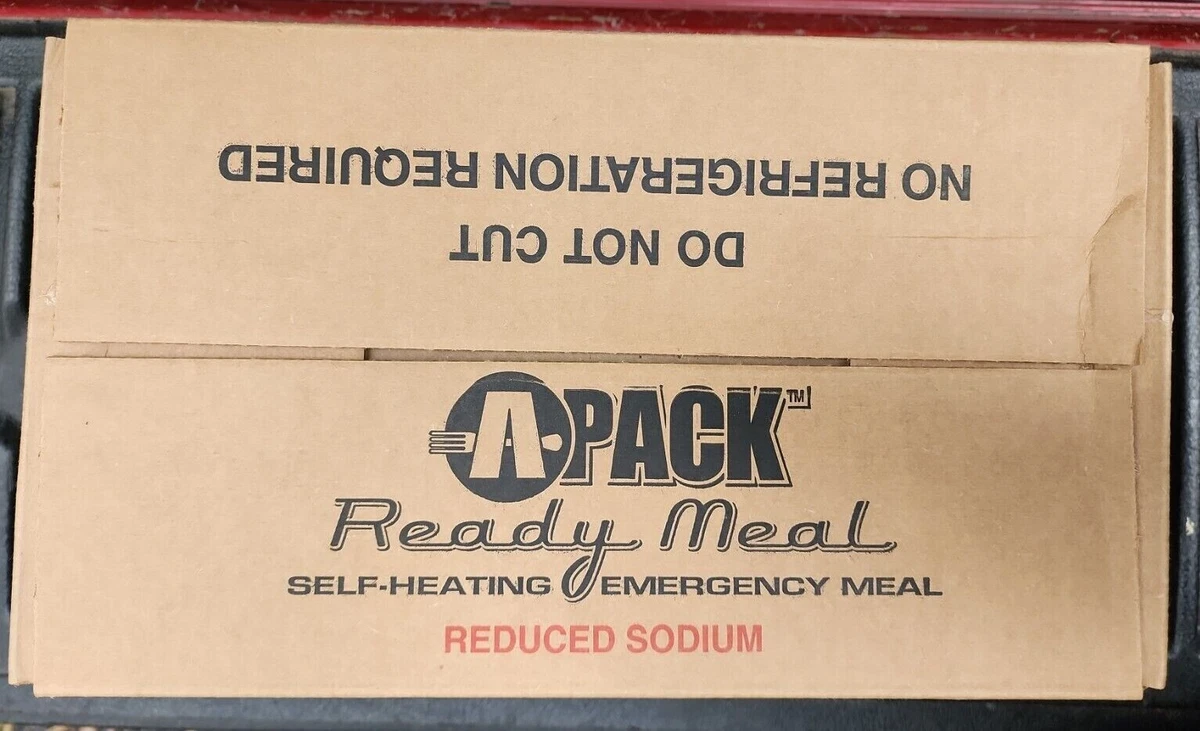 NO REFRIGERATION REQUIRED
DO NOT CUT
A PACK™
Ready Meal
SELF-HEATING EMERGENCY MEAL
REDUCED SODIUM